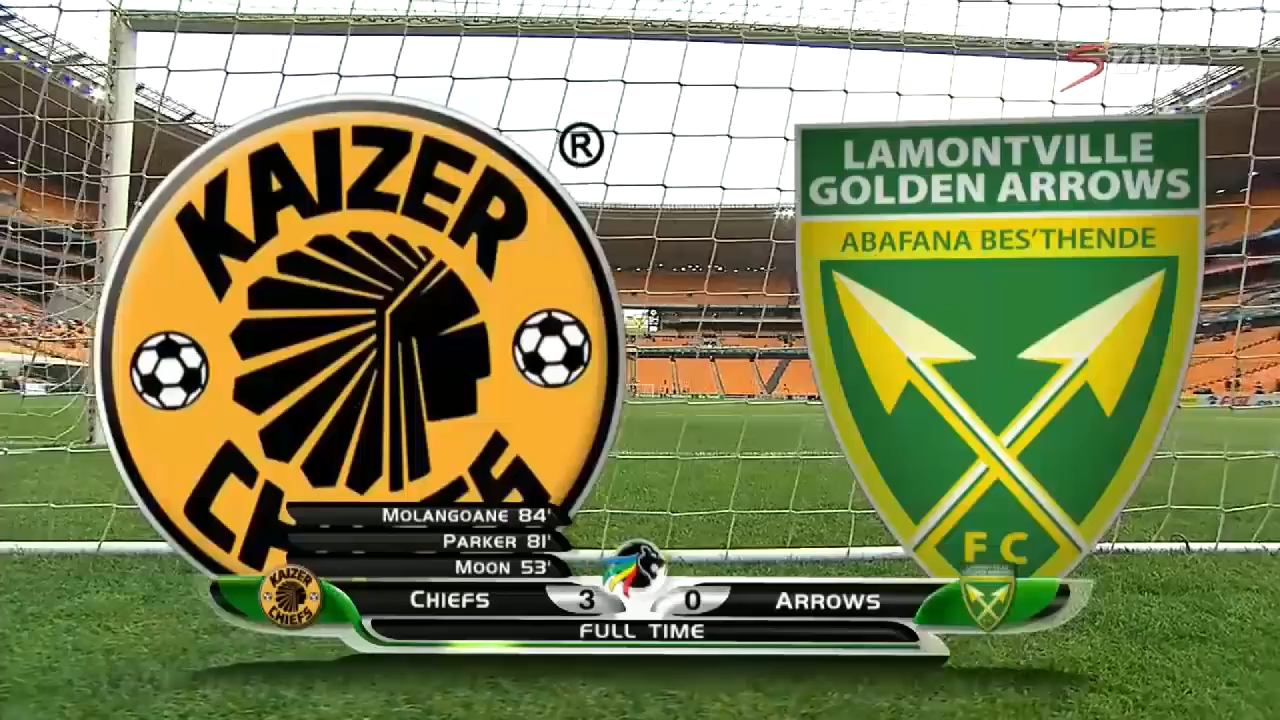 KAIZER
®
LAMONTVILLE
GOLDEN ARROWS
ABAFANA BES'THENDE
F C
MOLANGOANE 84'
PARKER 81'
MOON 53'
KAIZER
CHIEFS
CHIEFS 3 0 ARROWS
FULL TIME